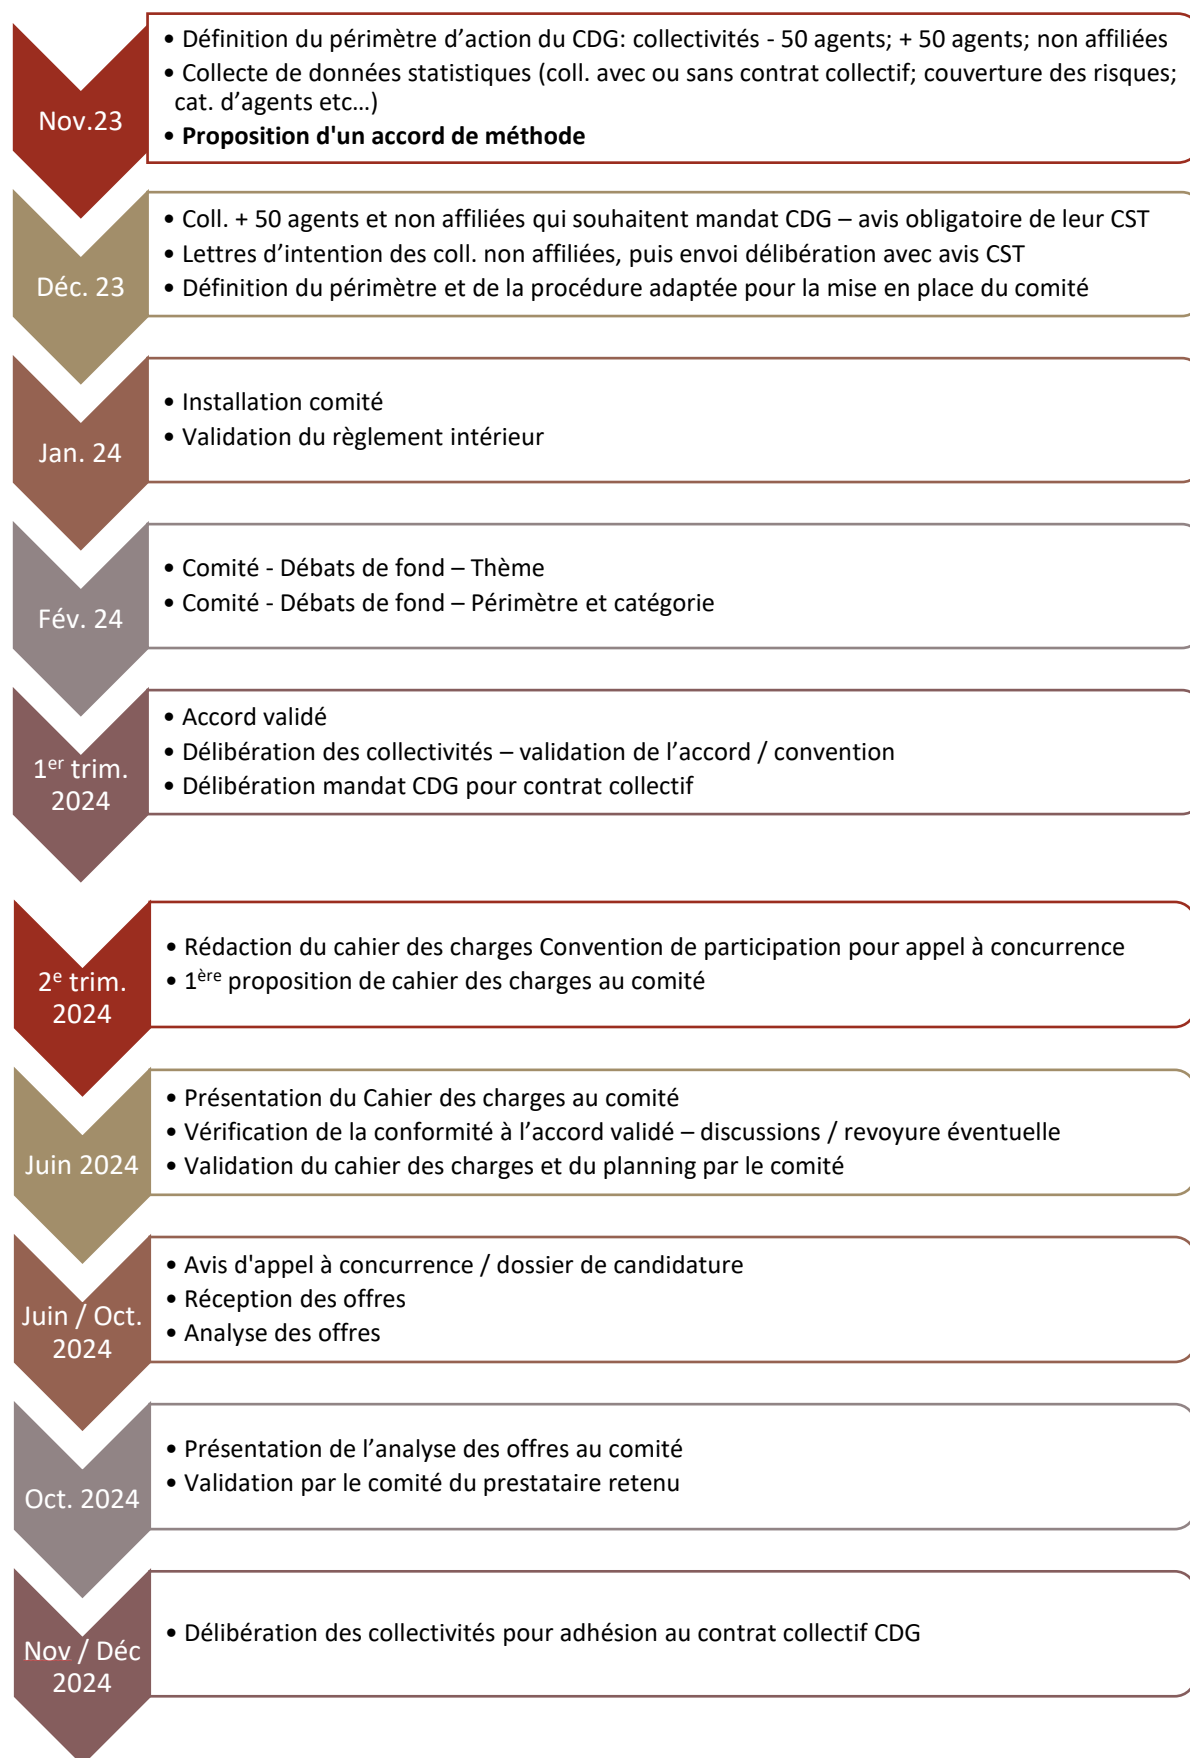 Nov.23
• Définition du périmètre d’action du CDG: collectivités - 50 agents; + 50 agents; non affiliées
• Collecte de données statistiques (coll. avec ou sans contrat collectif; couverture des risques;
cat. d’agents etc…)
• Proposition d'un accord de méthode
Déc. 23
• Coll. + 50 agents et non affiliées qui souhaitent mandat CDG – avis obligatoire de leur CST
• Lettres d’intention des coll. non affiliées, puis envoi délibération avec avis CST
• Définition du périmètre et de la procédure adaptée pour la mise en place du comité
Jan. 24
• Installation comité
• Validation du règlement intérieur
Fév. 24
• Comité - Débats de fond – Thème
• Comité - Débats de fond – Périmètre et catégorie
1er trim.
2024
• Accord validé
• Délibération des collectivités – validation de l’accord / convention
• Délibération mandat CDG pour contrat collectif
2e trim.
2024
• Rédaction du cahier des charges Convention de participation pour appel à concurrence
• 1ère proposition de cahier des charges au comité
Juin 2024
• Présentation du Cahier des charges au comité
• Vérification de la conformité à l’accord validé – discussions / revoyure éventuelle
• Validation du cahier des charges et du planning par le comité
Juin / Oct.
2024
• Avis d'appel à concurrence / dossier de candidature
• Réception des offres
• Analyse des offres
Oct. 2024
• Présentation de l’analyse des offres au comité
• Validation par le comité du prestataire retenu
Nov / Déc
2024
• Délibération des collectivités pour adhésion au contrat collectif CDG